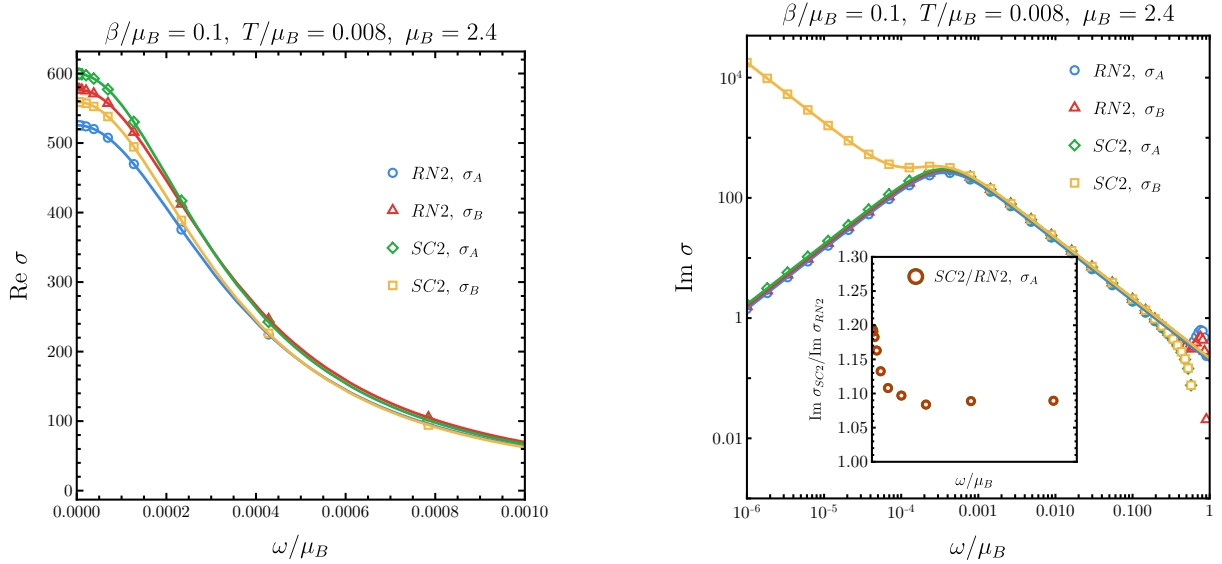 β/μ_B = 0.1, T/μ_B = 0.008, μ_B = 2.4
Re σ
600
500
400
300
200
100
0
RN2, σ_A
RN2, σ_B
SC2, σ_A
SC2, σ_B
0.0000
0.0002
0.0004
0.0006
0.0008
0.0010
ω/μ_B
β/μ_B = 0.1, T/μ_B = 0.008, μ_B = 2.4
Im σ
10^4
100
1
0.01
RN2, σ_A
RN2, σ_B
SC2, σ_A
SC2, σ_B
Im σ_SC2/Im σ_RN2
1.30
1.25
1.20
1.15
1.10
1.05
1.00
SC2/RN2, σ_A
ω/μ_B
10^-6
10^-5
10^-4
0.001
0.010
0.100
1
ω/μ_B